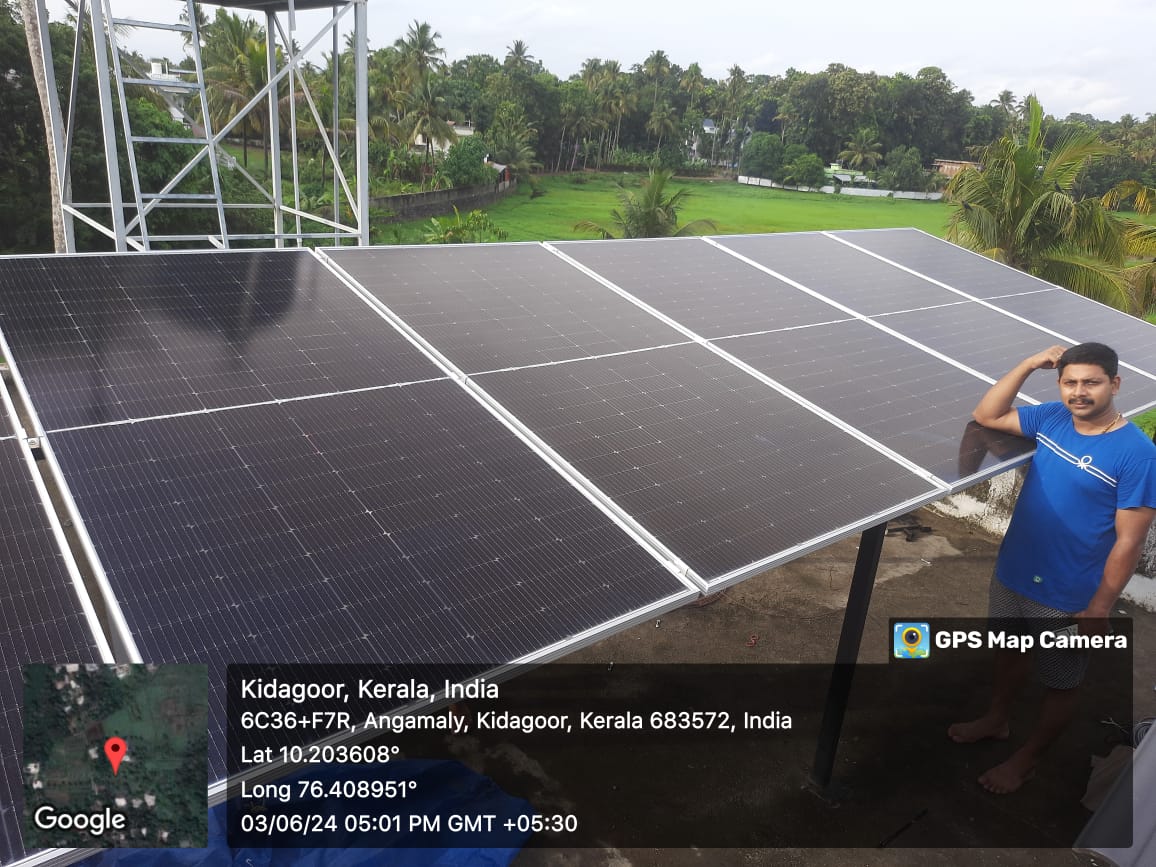 GPS Map Camera
Kidagoor, Kerala, India
6C36+F7R, Angamaly, Kidagoor, Kerala 683572, India
Lat 10.203608°
Long 76.408951°
03/06/24 05:01 PM GMT +05:30
Google